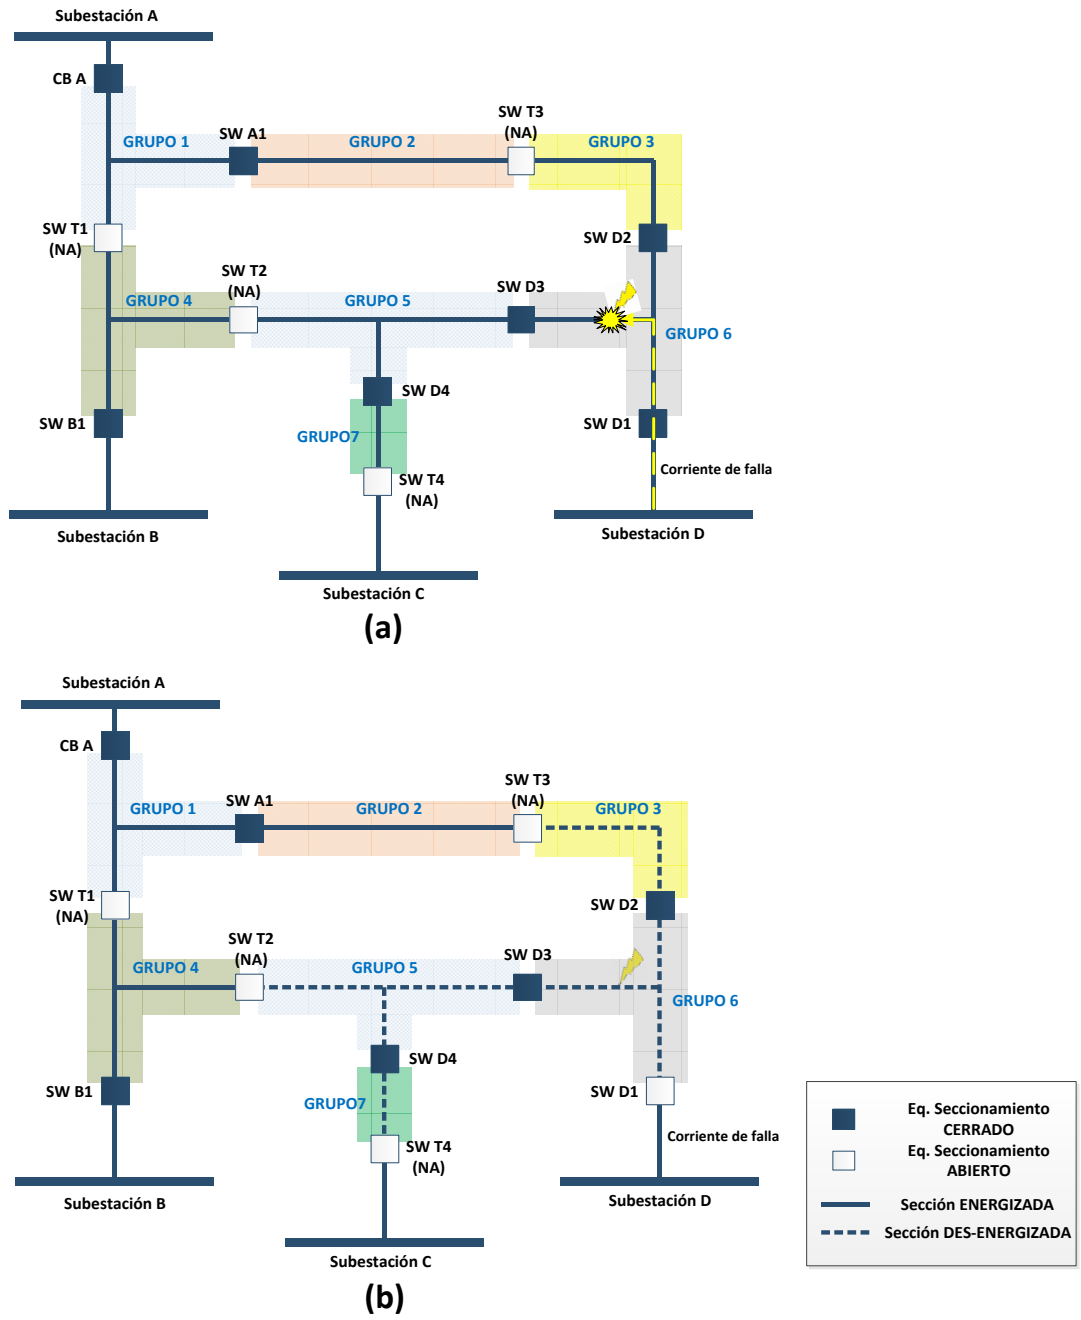 Subestación A
CB A
SW T3
(NA)
GRUPO 1
SW A1
GRUPO 2
GRUPO 3
SW T1
(NA)
SW D2
SW T2
(NA)
GRUPO 4
GRUPO 5
SW D3
GRUPO 6
SW D4
SW B1
GRUPO7
SW D1
SW T4
(NA)
Corriente de falla
Subestación B
Subestación D
Subestación C
(a)
Subestación A
CB A
SW T3
(NA)
GRUPO 1
SW A1
GRUPO 2
GRUPO 3
SW T1
(NA)
SW D2
SW T2
(NA)
GRUPO 4
GRUPO 5
SW D3
GRUPO 6
SW D4
SW B1
GRUPO7
SW D1
SW T4
(NA)
Corriente de falla
Subestación B
Subestación D
Subestación C
(b)
Eq. Seccionamiento
CERRADO
Eq. Seccionamiento
ABIERTO
Sección ENERGIZADA
Sección DES-ENERGIZADA